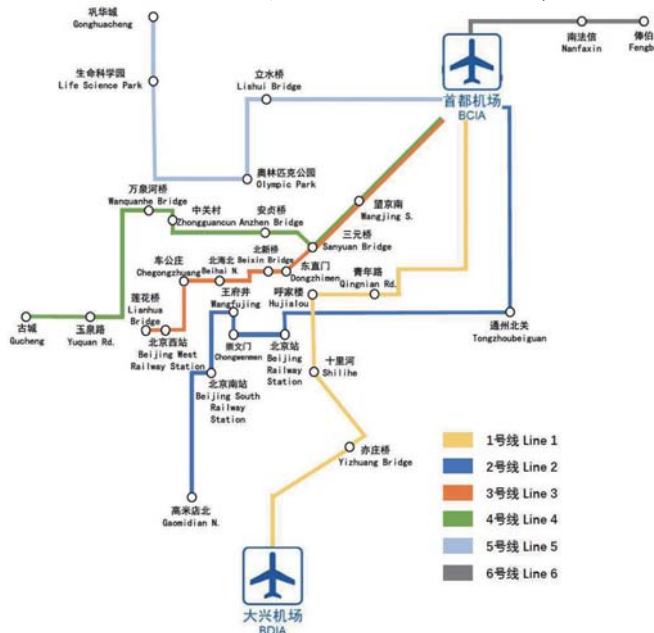 巩华城
Gonghuacheng
南法信
Nanfaxin
俸伯
Fengb
生命科学园
Life Science Park
立水桥
Lishui Bridge
首都机场
BCIA
奥林匹克公园
Olympic Park
万泉河桥
Wanquanhe Bridge
中关村
Zhongguancun
安贞桥
Anzhen Bridge
望京南
Wangjing S.
三元桥
Sanyuan Bridge
车公庄
Chegongzhuang
北海北
Beihai N.
北新桥
Beixin Bridge
东直门
Dongzhimen
青年路
Qingnian Rd.
莲花桥
Lianhua
Bridge
王府井
Wangfujing
呼家楼
Hujialou
古城
Gucheng
玉泉路
Yuquan Rd.
北京西站
Beijing West
Railway Station
崇文门
Chongwenmen
北京站
Beijing
Railway
Station
通州北关
Tongzhoubeiguan
十里河
Shilihe
北京南站
Beijing South
Railway
Station
亦庄桥
Yizhuang Bridge
高米店北
Gaomidian N.
1号线 Line 1
2号线 Line 2
3号线 Line 3
4号线 Line 4
5号线 Line 5
6号线 Line 6
大兴机场
BDIA